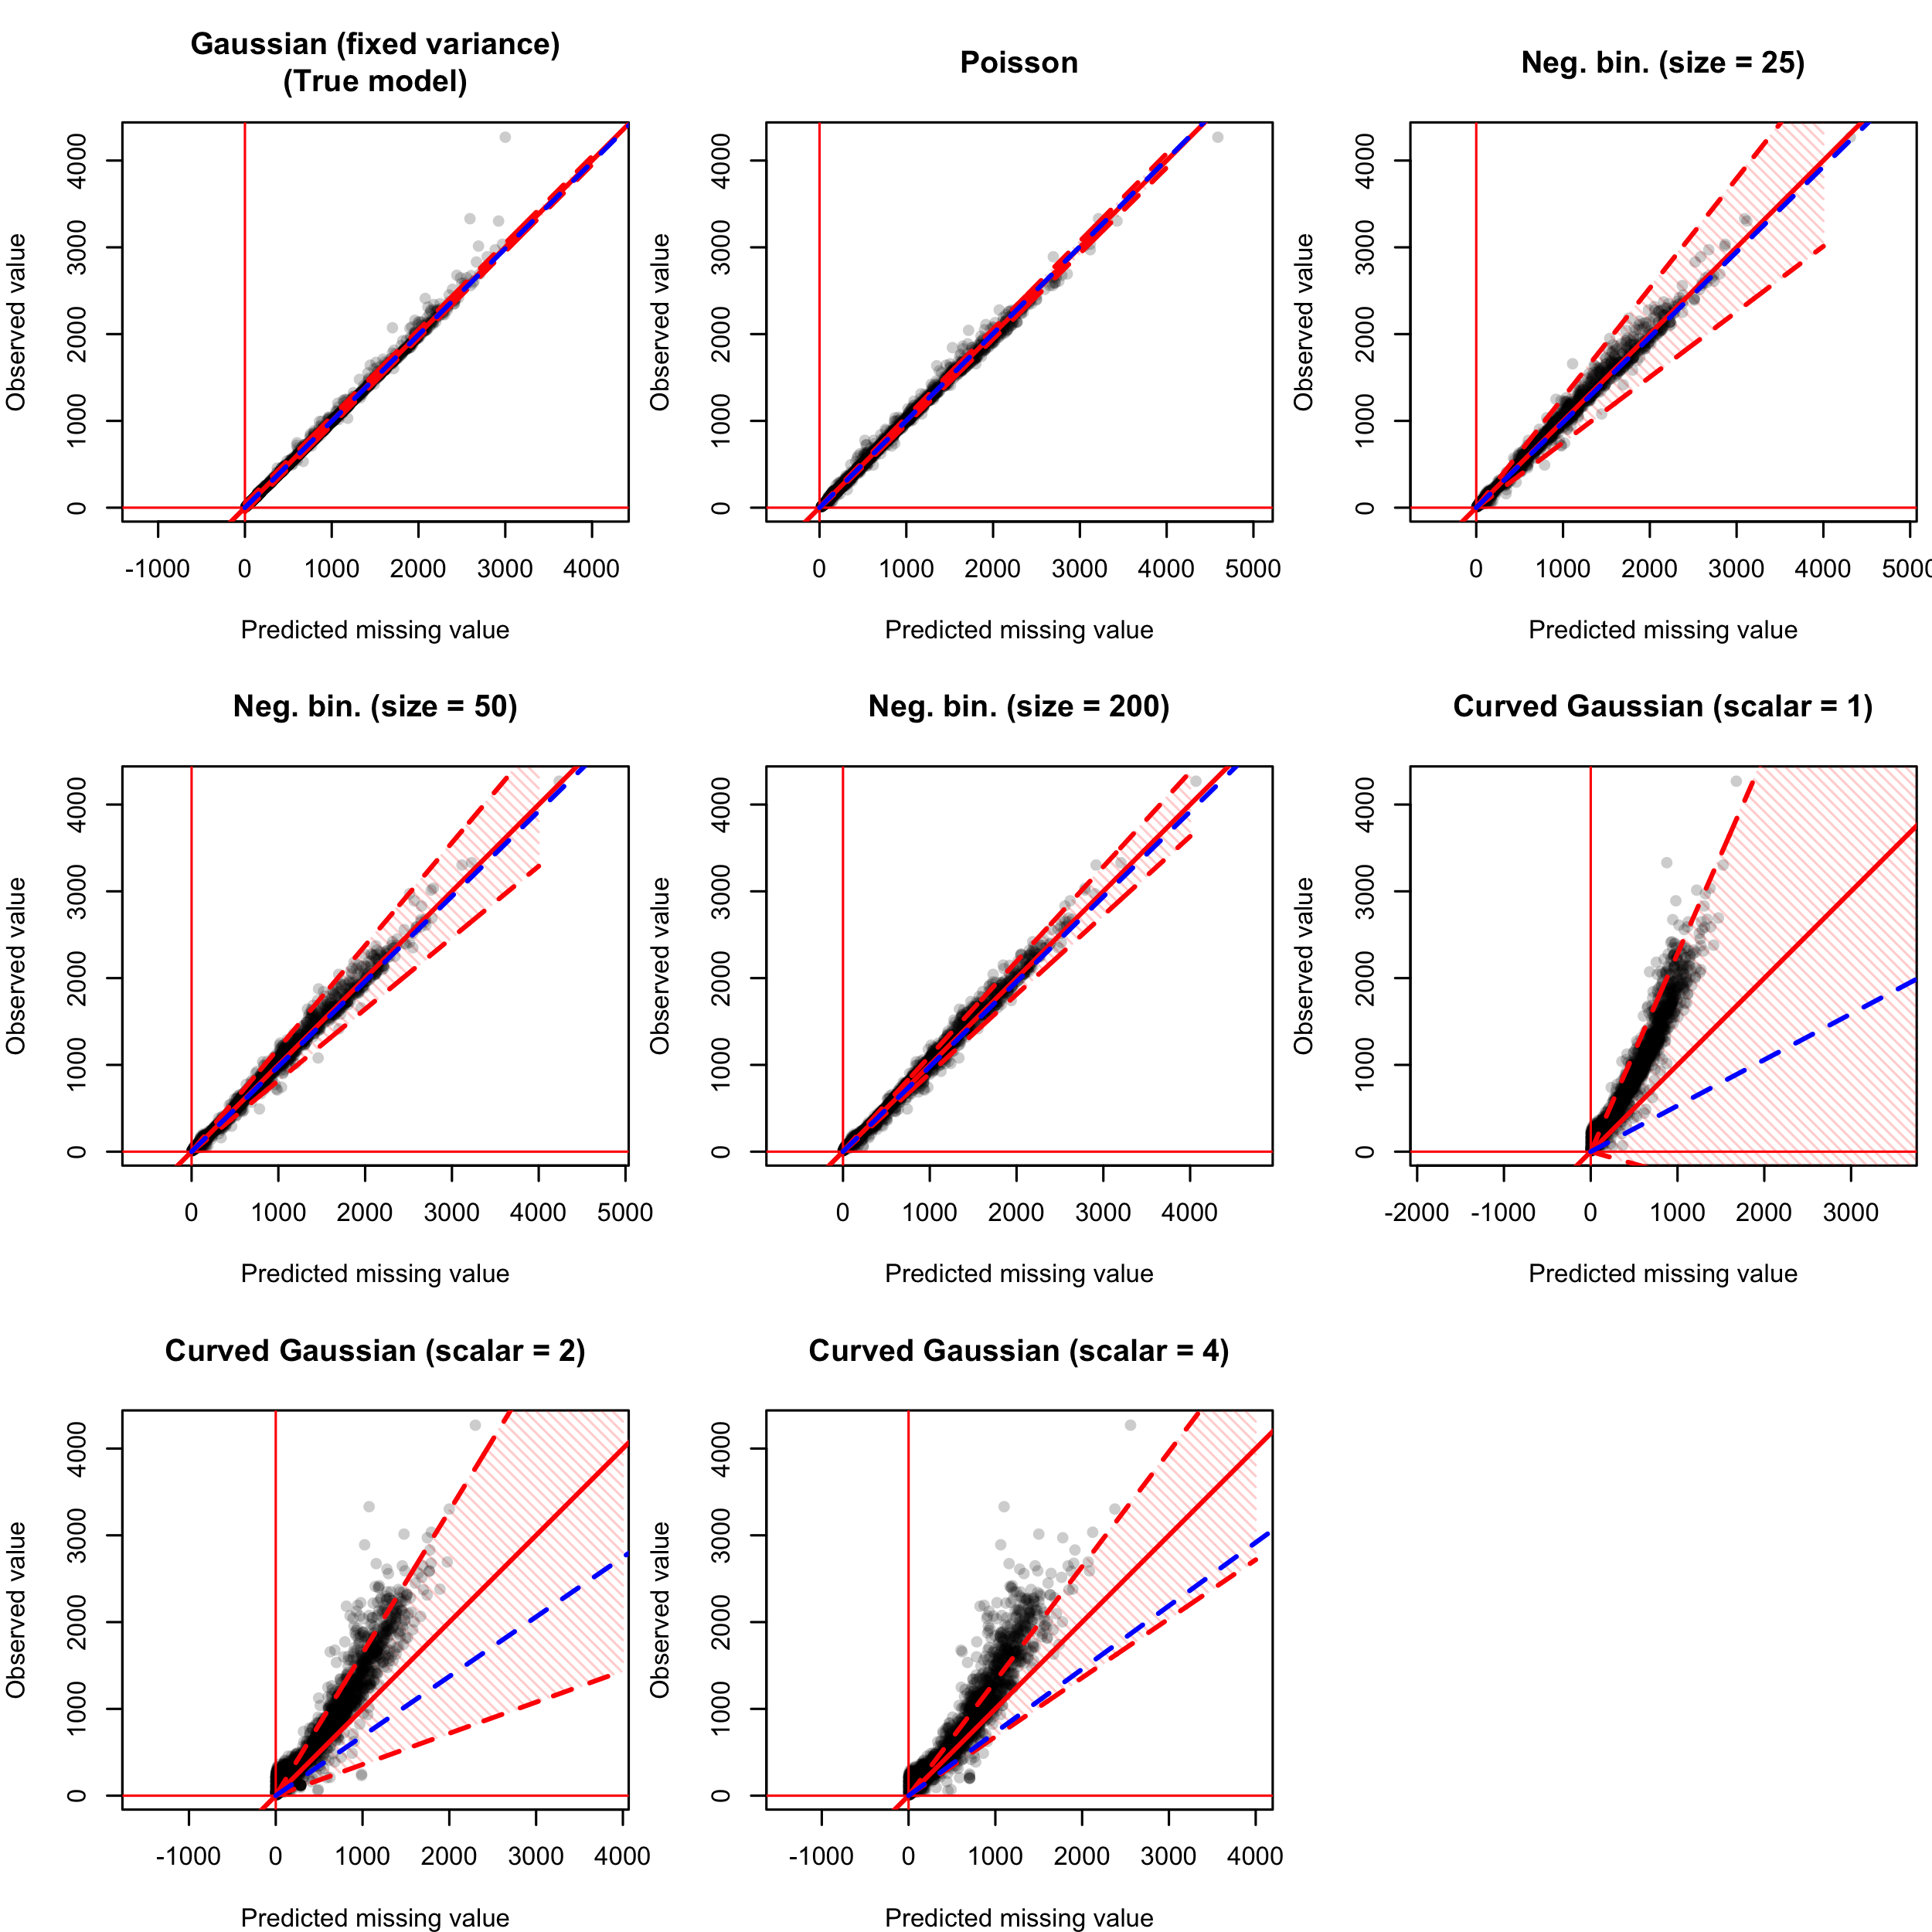 Gaussian (fixed variance)
(True model)
Observed value
0 1000 2000 3000 4000
-1000 0 1000 2000 3000 4000
Predicted missing value
Poisson
Observed value
0 1000 2000 3000 4000
0 1000 2000 3000 4000 5000
Predicted missing value
Neg. bin. (size = 25)
Observed value
0 1000 2000 3000 4000
0 1000 2000 3000 4000 5000
Predicted missing value
Neg. bin. (size = 50)
Observed value
0 1000 2000 3000 4000
0 1000 2000 3000 4000 5000
Predicted missing value
Neg. bin. (size = 200)
Observed value
0 1000 2000 3000 4000
0 1000 2000 3000 4000
Predicted missing value
Curved Gaussian (scalar = 1)
Observed value
0 1000 2000 3000 4000
-2000 -1000 0 1000 2000 3000
Predicted missing value
Curved Gaussian (scalar = 2)
Observed value
0 1000 2000 3000 4000
-1000 0 1000 2000 3000 4000
Predicted missing value
Curved Gaussian (scalar = 4)
Observed value
0 1000 2000 3000 4000
-1000 0 1000 2000 3000 4000
Predicted missing value